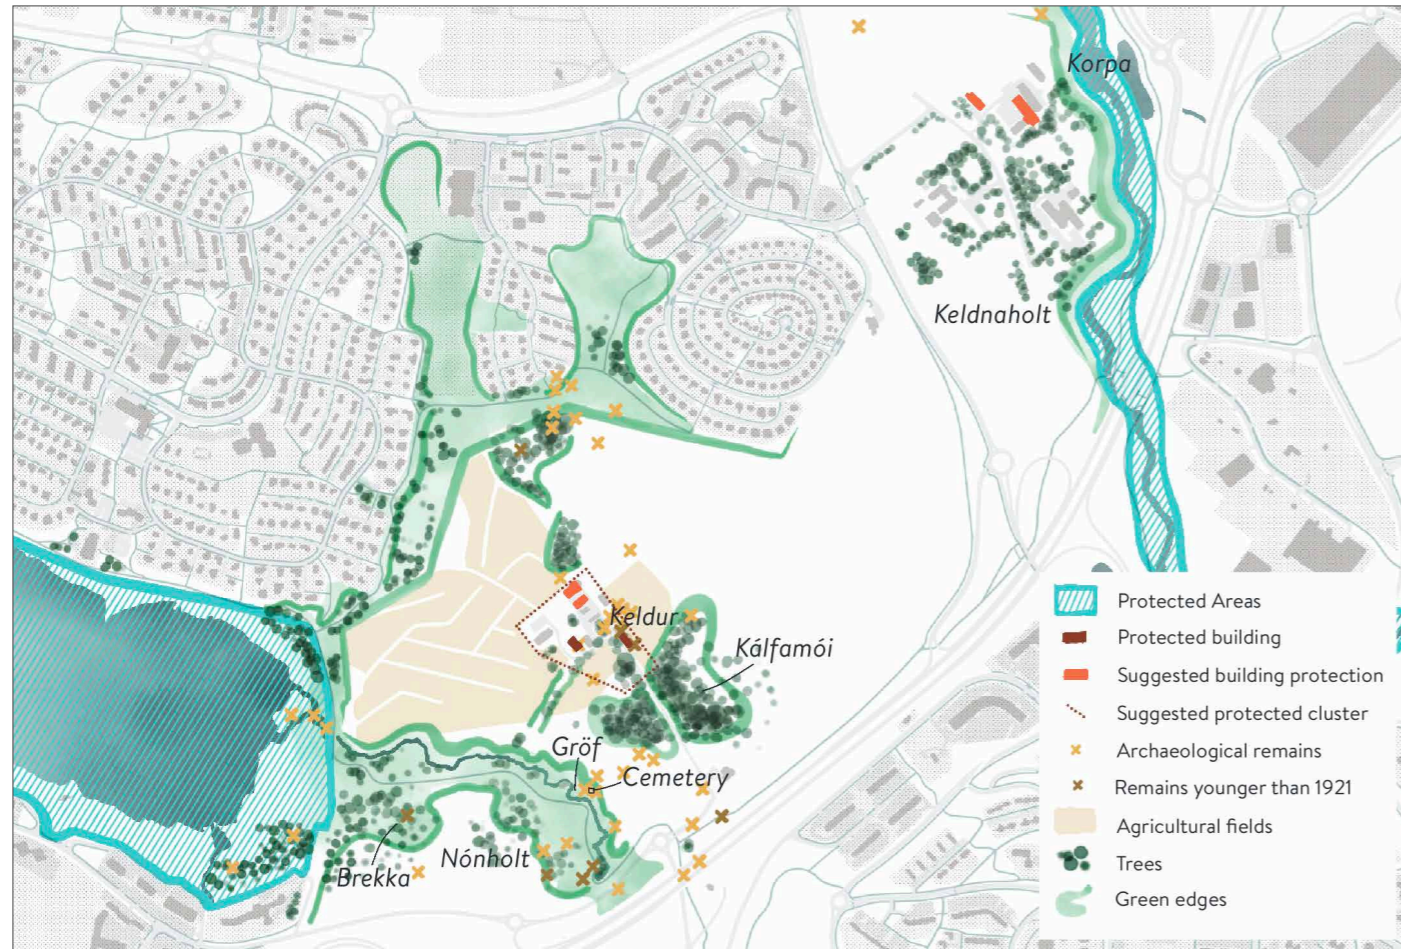 Korpa
Keldnaholt
Keldur
Kálfamói
Gröf
Cemetery
Nónholt
Brekka
Protected Areas
Protected building
Suggested building protection
Suggested protected cluster
Archaeological remains
Remains younger than 1921
Agricultural fields
Trees
Green edges